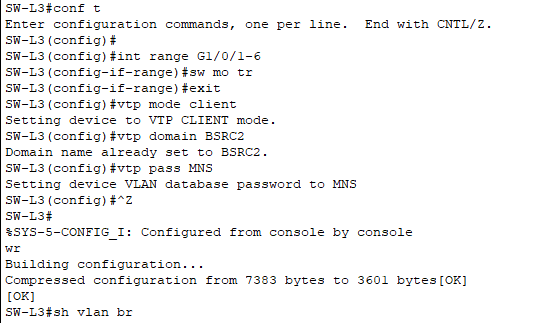 SW-L3#conf t
Enter configuration commands, one per line.  End with CNTL/Z.
SW-L3(config)#
SW-L3(config)#int range G1/0/1-6
SW-L3(config-if-range)#sw mo tr
SW-L3(config-if-range)#exit
SW-L3(config)#vtp mode client
Setting device to VTP CLIENT mode.
SW-L3(config)#vtp domain BSRC2
Domain name already set to BSRC2.
SW-L3(config)#vtp pass MNS
Setting device VLAN database password to MNS
SW-L3(config)#^Z
SW-L3#
%SYS-5-CONFIG_I: Configured from console by console
wr
Building configuration...
Compressed configuration from 7383 bytes to 3601 bytes[OK]
[OK]
SW-L3#sh vlan br